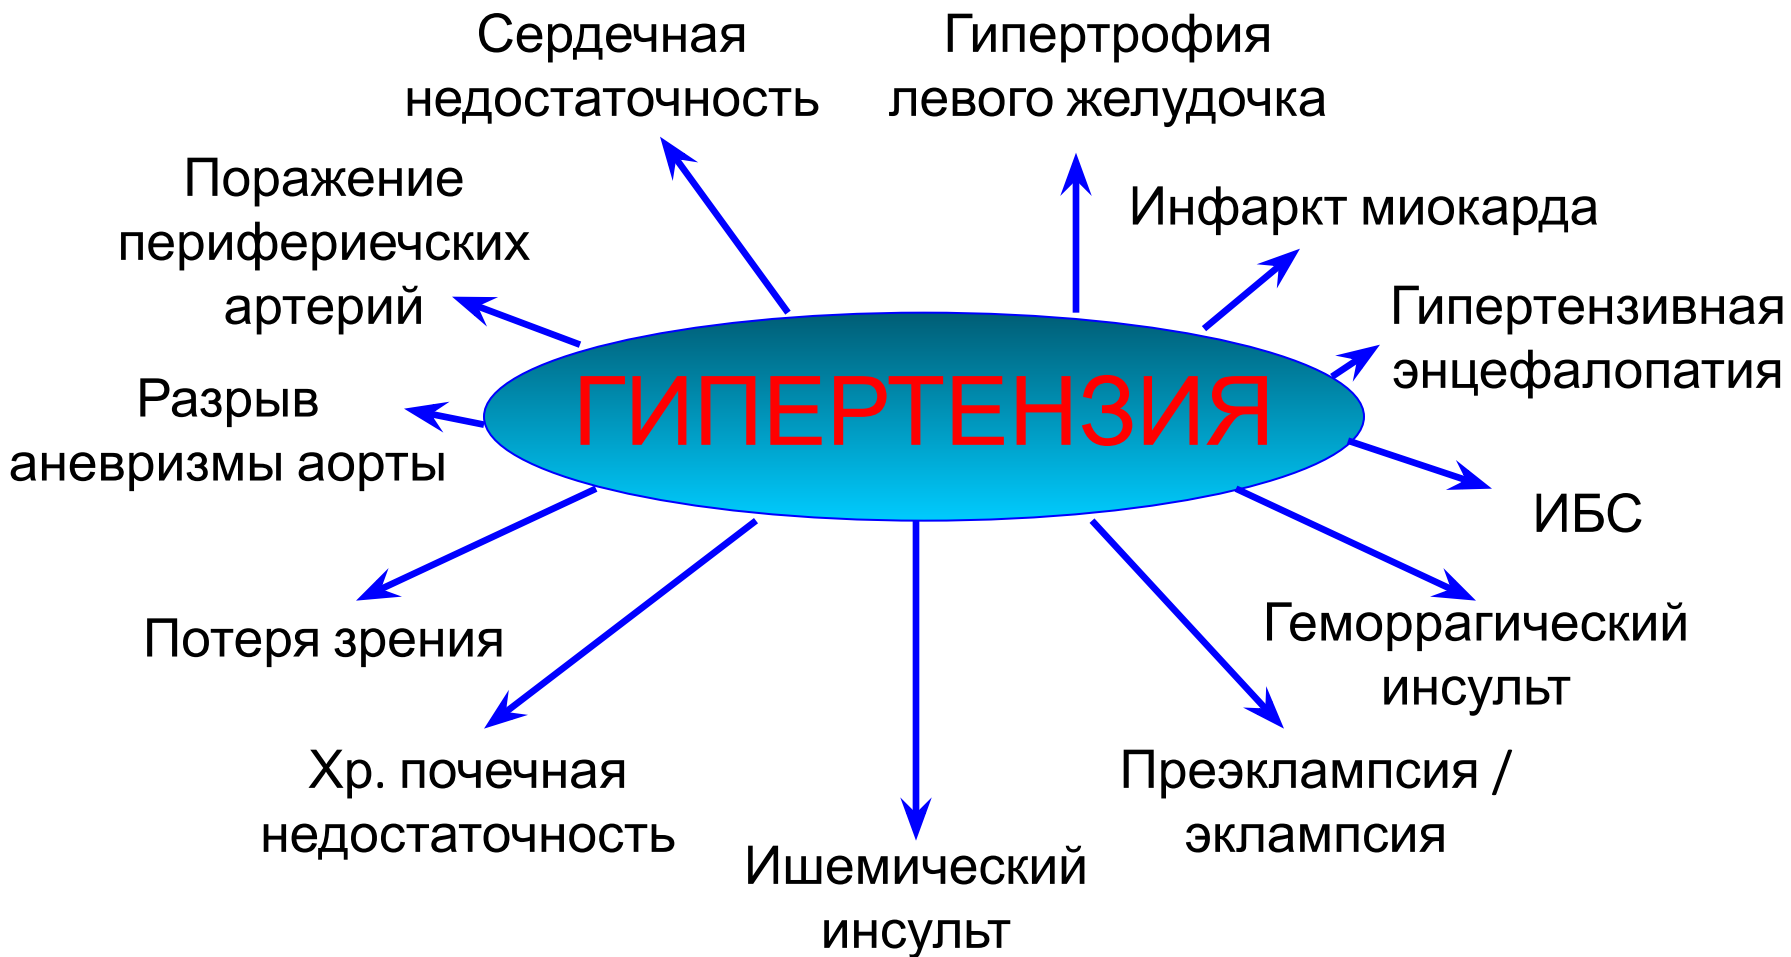 Сердечная
недостаточность
Гипертрофия
левого желудочка
Поражение
перифериечских
артерий
Инфаркт миокарда
Гипертензивная
энцефалопатия
ГИПЕРТЕНЗИЯ
Разрыв
аневризмы аорты
ИБС
Потеря зрения
Геморрагический
инсульт
Хр. почечная
недостаточность
Преэклампсия /
эклампсия
Ишемический
инсульт